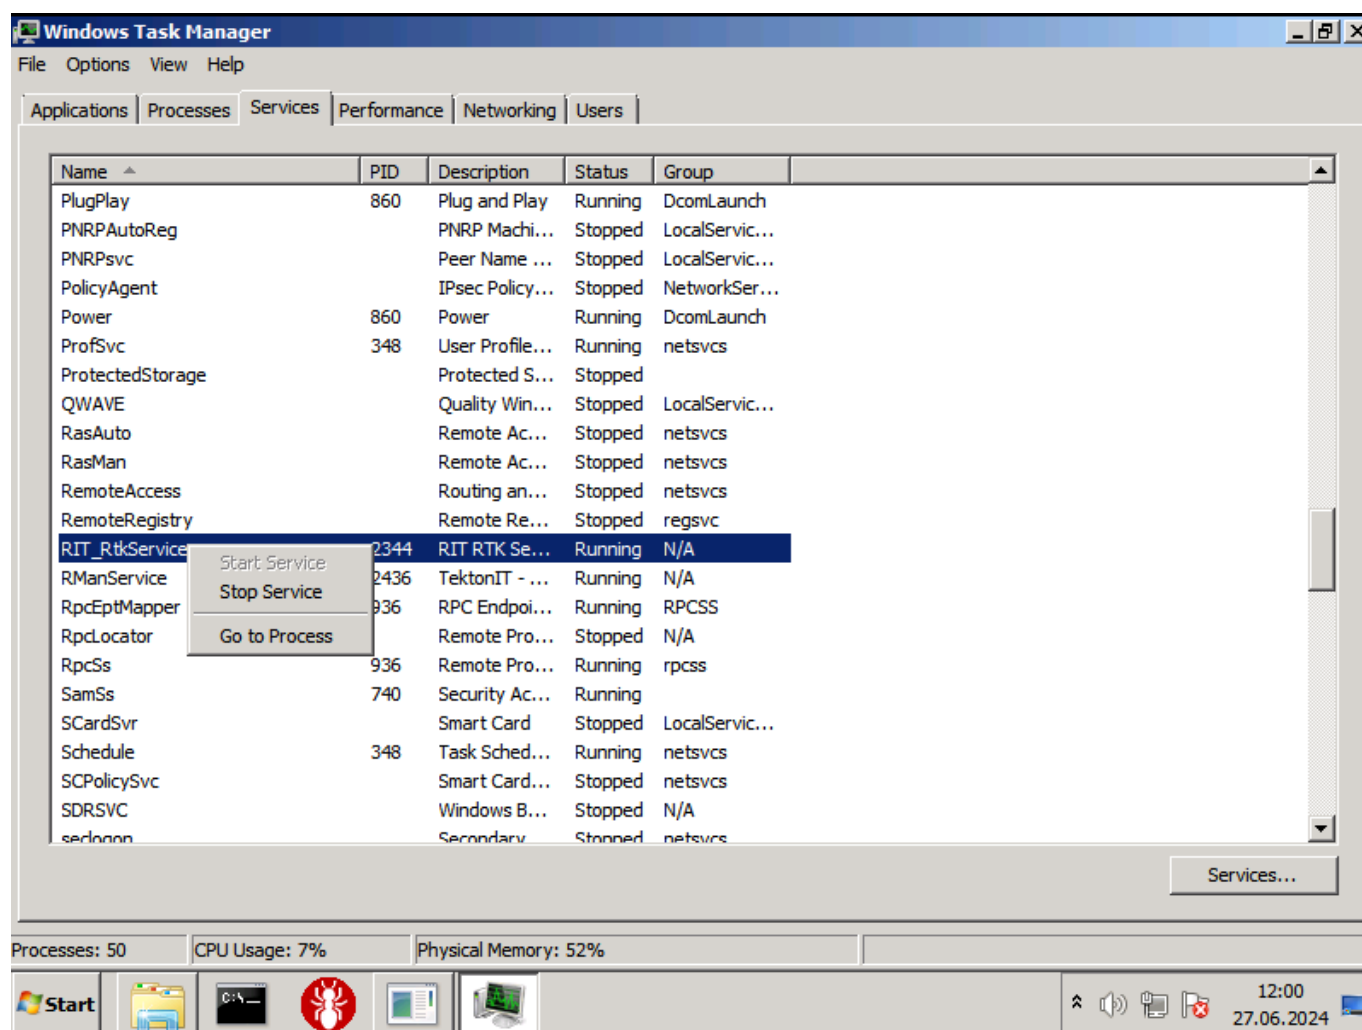 Windows Task Manager
File Options View Help
Applications Processes Services Performance Networking Users
Name PID Description Status Group
PlugPlay 860 Plug and Play Running DcomLaunch
PNRPAutoReg PNRP Machi... Stopped LocalServic...
PNRPsvc Peer Name ... Stopped LocalServic...
PolicyAgent IPsec Policy... Stopped NetworkSer...
Power 860 Power Running DcomLaunch
ProfSvc 348 User Profile... Running netsvcs
ProtectedStorage Protected S... Stopped
QWAVE Quality Win... Stopped LocalServic...
RasAuto Remote Ac... Stopped netsvcs
RasMan Remote Ac... Stopped netsvcs
RemoteAccess Routing an... Stopped netsvcs
RemoteRegistry Remote Re... Stopped regsvc
RIT_RtkService 2344 RIT RTK Se... Running N/A
Start Service
RManService 2436 TektonIT - ... Running N/A
Stop Service
RpcEptMapper 936 RPC Endpoi... Running RPCSS
RpcLocator Remote Pro... Stopped N/A
Go to Process
RpcSs 936 Remote Pro... Running rpcss
SamSs 740 Security Ac... Running
SCardSvr Smart Card Stopped LocalServic...
Schedule 348 Task Sched... Running netsvcs
SCPolicySvc Smart Card... Stopped netsvcs
SDRSVC Windows B... Stopped N/A
seclogon Secondary Stopped netsvcs
Services...
Processes: 50 CPU Usage: 7% Physical Memory: 52%
Start C:\ 12:00
27.06.2024